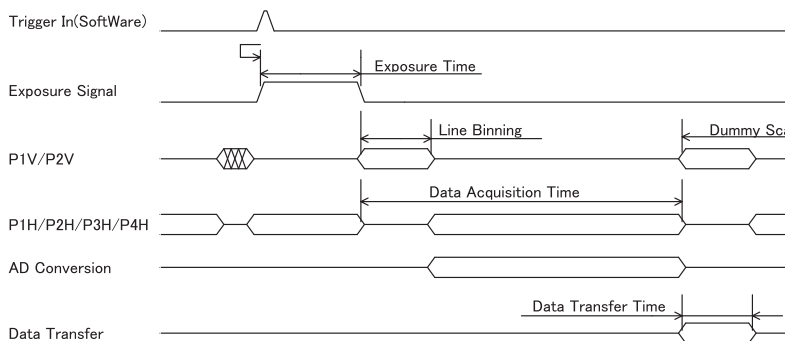 Trigger In(SoftWare)
Exposure Time
Exposure Signal
Line Binning
Dummy Sca
P1V/P2V
Data Acquisition Time
P1H/P2H/P3H/P4H
AD Conversion
Data Transfer Time
Data Transfer